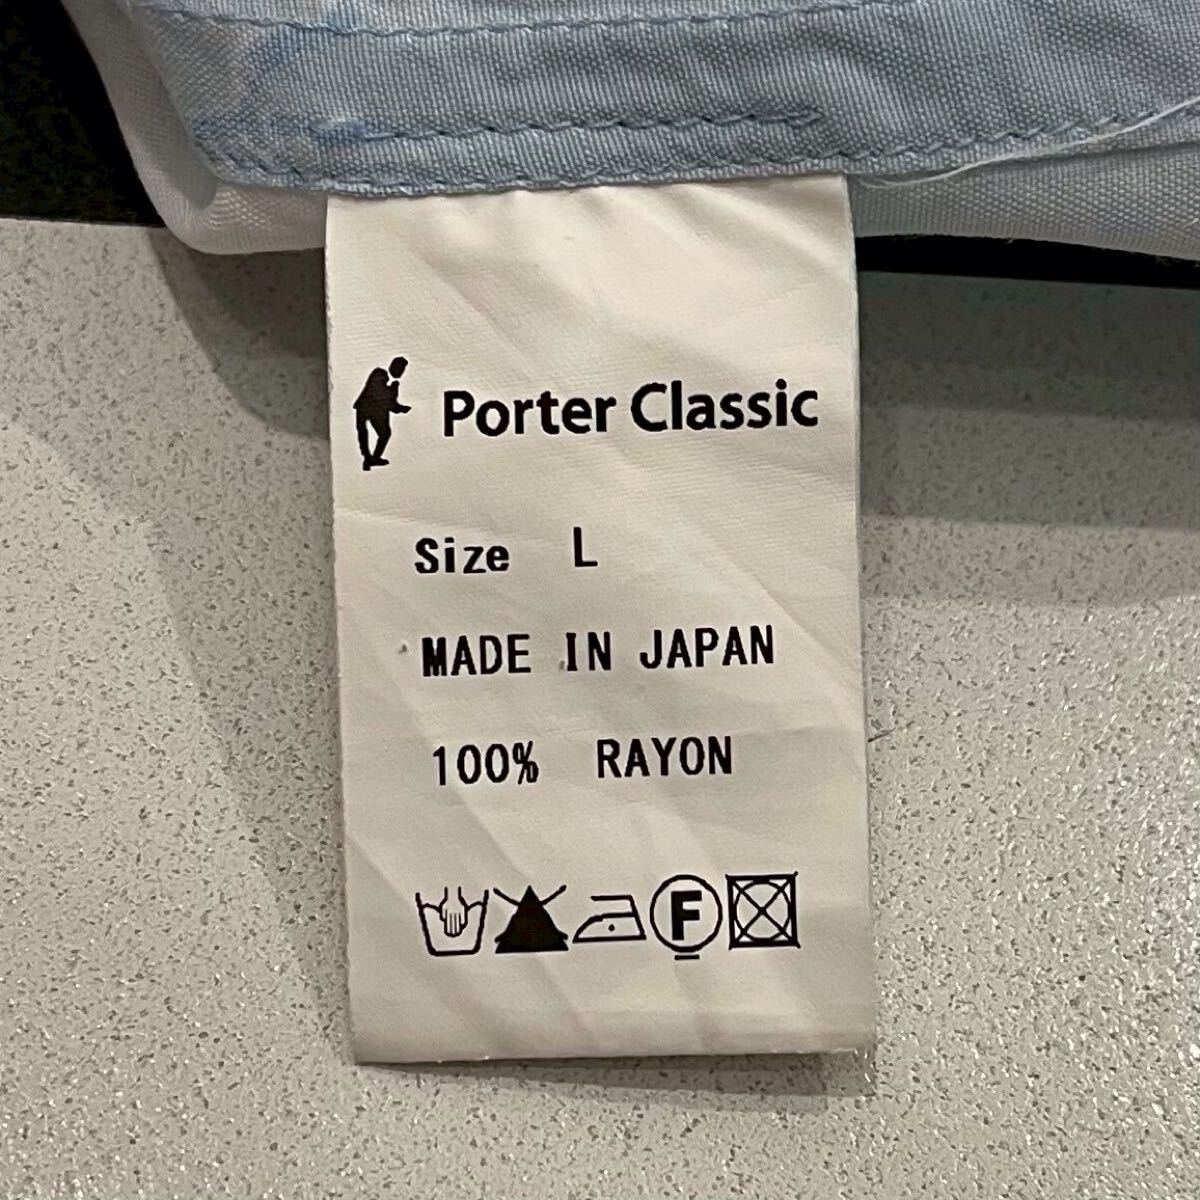 Porter Classic
Size L
MADE IN JAPAN
100% RAYON
F